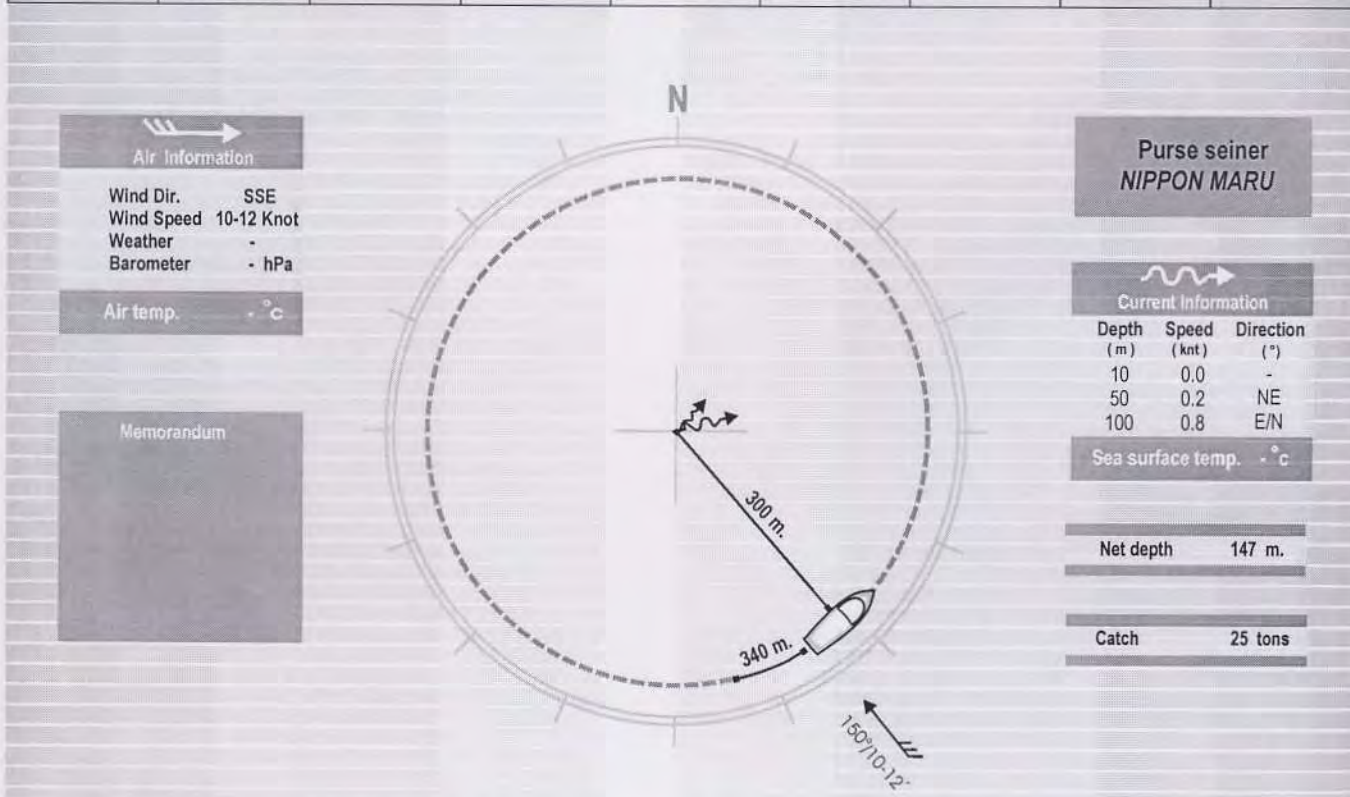 N
Air Information
Wind Dir. SSE
Wind Speed 10-12 Knot
Weather -
Barometer - hPa
Air temp. - °c
Memorandum
Purse seiner
NIPPON MARU
Current Information
Depth Speed Direction
(m) (knt) (°)
10 0.0 -
50 0.2 NE
100 0.8 E/N
Sea surface temp. - °c
Net depth 147 m.
Catch 25 tons
300 m.
340 m.
150°/10-12'